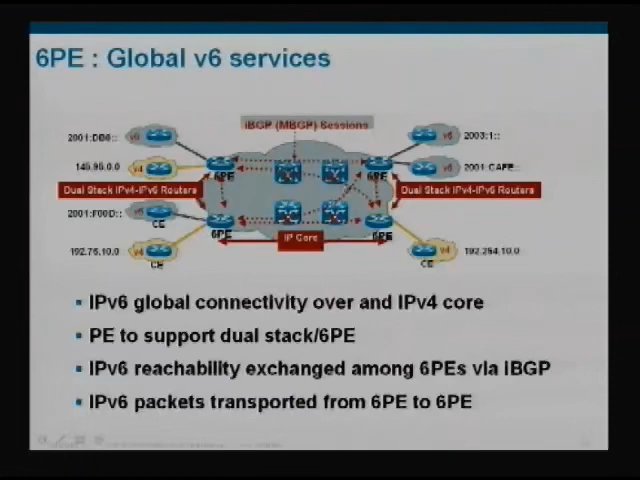 6PE : Global v6 services
iBGP (MBGP) Sessions
2001:DB8::
v6
v6
2003:1::
145.95.0.0
v4
6PE
6PE
v6
2001:CAFE::
Dual Stack IPv4-IPv6 Routers
Dual Stack IPv4-IPv6 Routers
2001:F00D::
v6
CE
6PE
IP Core
6PE
192.76.10.0
v4
CE
v4
CE
192.254.10.0
IPv6 global connectivity over and IPv4 core
PE to support dual stack/6PE
IPv6 reachability exchanged among 6PEs via iBGP
IPv6 packets transported from 6PE to 6PE